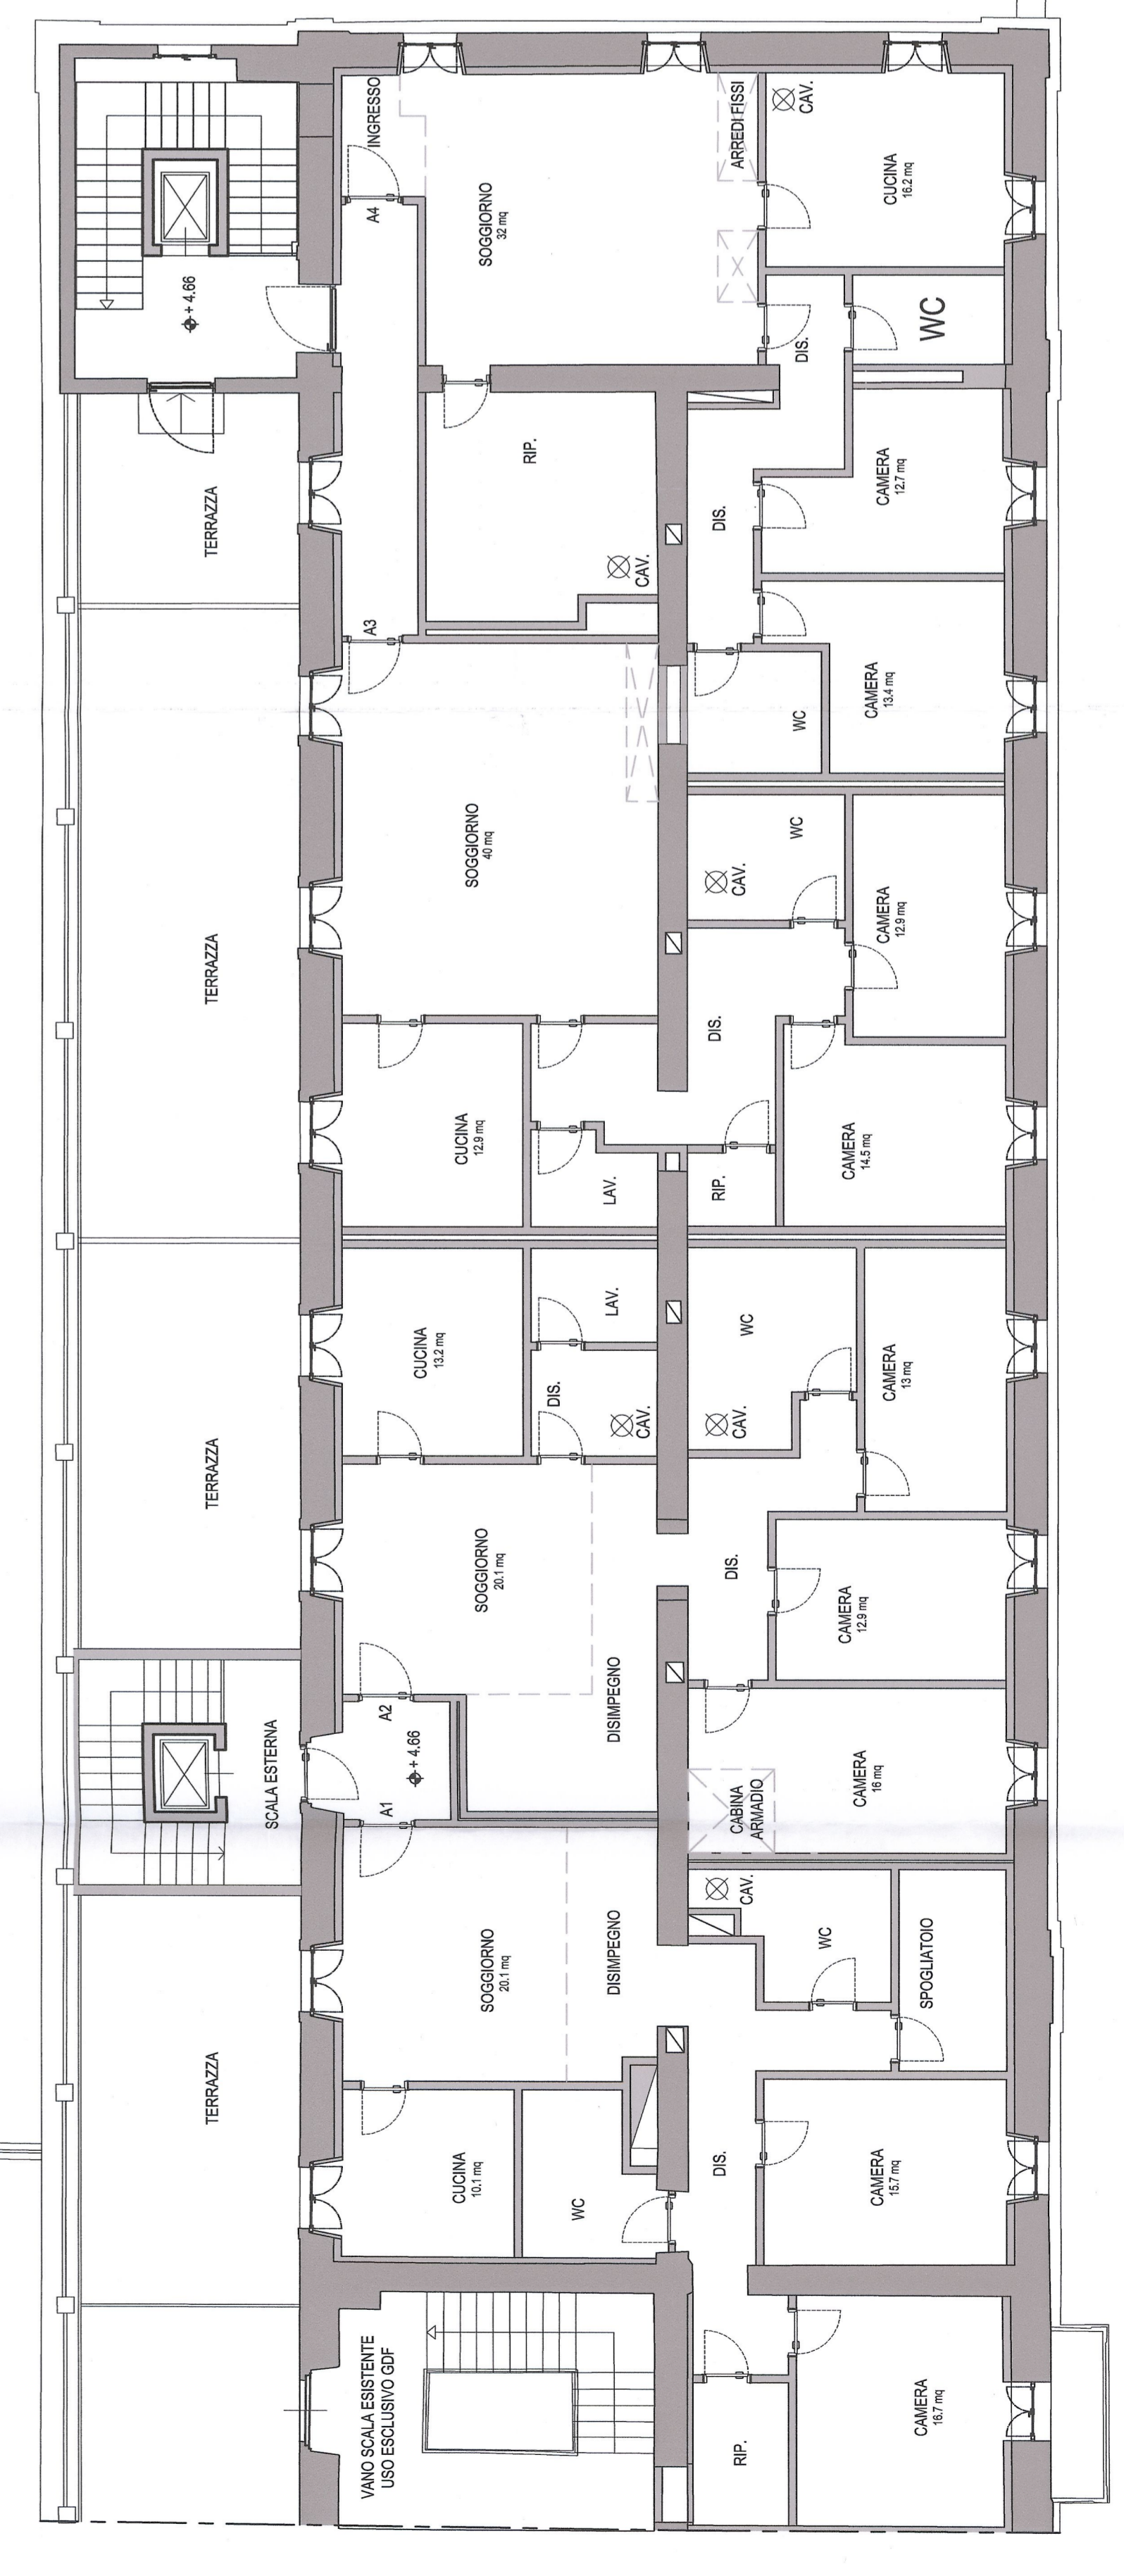 INGRESSO
A4
SOGGIORNO
32 mq
ARREDI FISSI
CAV.
CUCINA
16.2 mq
+ 4.66
WC
DIS.
TERRAZZA
RIP.
CAV.
DIS.
CAMERA
12.7 mq
A3
CAMERA
13.4 mq
WC
TERRAZZA
SOGGIORNO
40 mq
WC
CAV.
CAMERA
12.9 mq
DIS.
CUCINA
12.9 mq
LAV.
RIP.
CAMERA
14.5 mq
TERRAZZA
CUCINA
13.2 mq
LAV.
DIS.
CAV.
WC
CAV.
CAMERA
13 mq
SOGGIORNO
20.1 mq
DIS.
CAMERA
12.9 mq
DISIMPEGNO
A2
+ 4.66
A1
SCALA ESTERNA
CABINA
ARMADIO
CAMERA
16 mq
CAV.
WC
SPOGLIATOIO
SOGGIORNO
20.1 mq
DISIMPEGNO
TERRAZZA
CUCINA
10.1 mq
WC
DIS.
CAMERA
15.7 mq
VANO SCALA ESISTENTE
USO ESCLUSIVO GDF
RIP.
CAMERA
16.7 mq